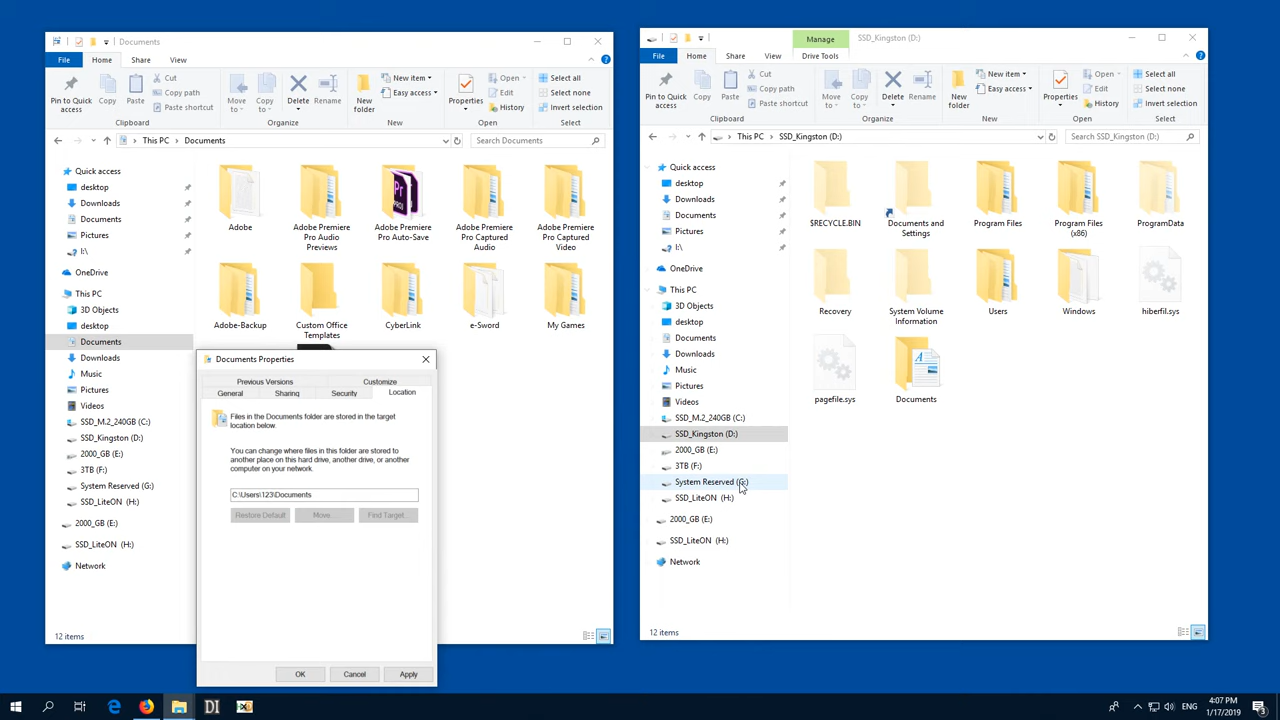 Documents
File
Home
Share
View
Pin to Quick access
Copy
Paste
Cut
Copy path
Paste shortcut
Clipboard
Move to
Copy to
Delete
Rename
Organize
New folder
New item
Easy access
New
Properties
Open
Edit
History
Open
Select all
Select none
Invert selection
Select
This PC
Documents
Search Documents
Quick access
desktop
Downloads
Documents
Pictures
I:\
OneDrive
This PC
3D Objects
desktop
Documents
Downloads
Music
Pictures
Videos
SSD_M.2_240GB (C:)
SSD_Kingston (D:)
2000_GB (E:)
3TB (F:)
System Reserved (G:)
SSD_LiteON (H:)
2000_GB (E:)
SSD_LiteON (H:)
Network
Adobe
Adobe Premiere
Pro Audio
Previews
Adobe Premiere
Pro Auto-Save
Adobe Premiere
Pro Captured
Audio
Adobe Premiere
Pro Captured
Video
Adobe-Backup
Custom Office
Templates
CyberLink
e-Sword
My Games
12 items
Documents Properties
Previous Versions
Customize
General
Sharing
Security
Location
Files in the Documents folder are stored in the target
location below.
You can change where files in this folder are stored to
another place on this hard drive, another drive, or another
computer on your network.
C:\Users\123\Documents
Restore Default
Move...
Find Target...
OK
Cancel
Apply
Manage
SSD_Kingston (D:)
File
Home
Share
View
Drive Tools
Pin to Quick access
Copy
Paste
Cut
Copy path
Paste shortcut
Clipboard
Move to
Copy to
Delete
Rename
Organize
New folder
New item
Easy access
New
Properties
Open
Edit
History
Open
Select all
Select none
Invert selection
Select
This PC
SSD_Kingston (D:)
Search SSD_Kingston (D:)
Quick access
desktop
Downloads
Documents
Pictures
I:\
OneDrive
This PC
3D Objects
desktop
Documents
Downloads
Music
Pictures
Videos
SSD_M.2_240GB (C:)
SSD_Kingston (D:)
2000_GB (E:)
3TB (F:)
System Reserved (G:)
SSD_LiteON (H:)
2000_GB (E:)
SSD_LiteON (H:)
Network
$RECYCLE.BIN
Documents and
Settings
Program Files
Program Files
(x86)
ProgramData
Recovery
System Volume
Information
Users
Windows
hiberfil.sys
pagefile.sys
Documents
12 items
DI
ENG
4:07 PM
1/17/2019
3